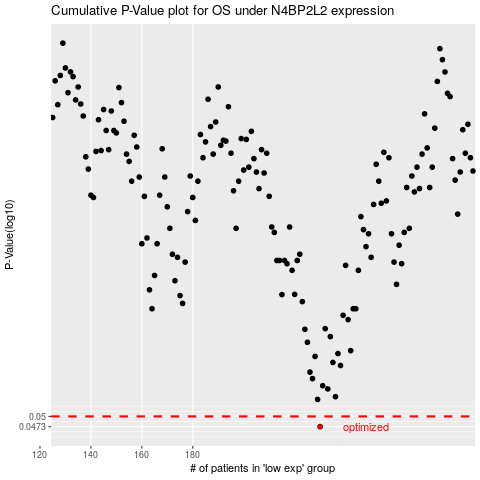 Cumulative P-Value plot for OS under N4BP2L2 expression
P-Value(log10)
0.05
0.0473
optimized
120 140 160 180
# of patients in 'low exp' group